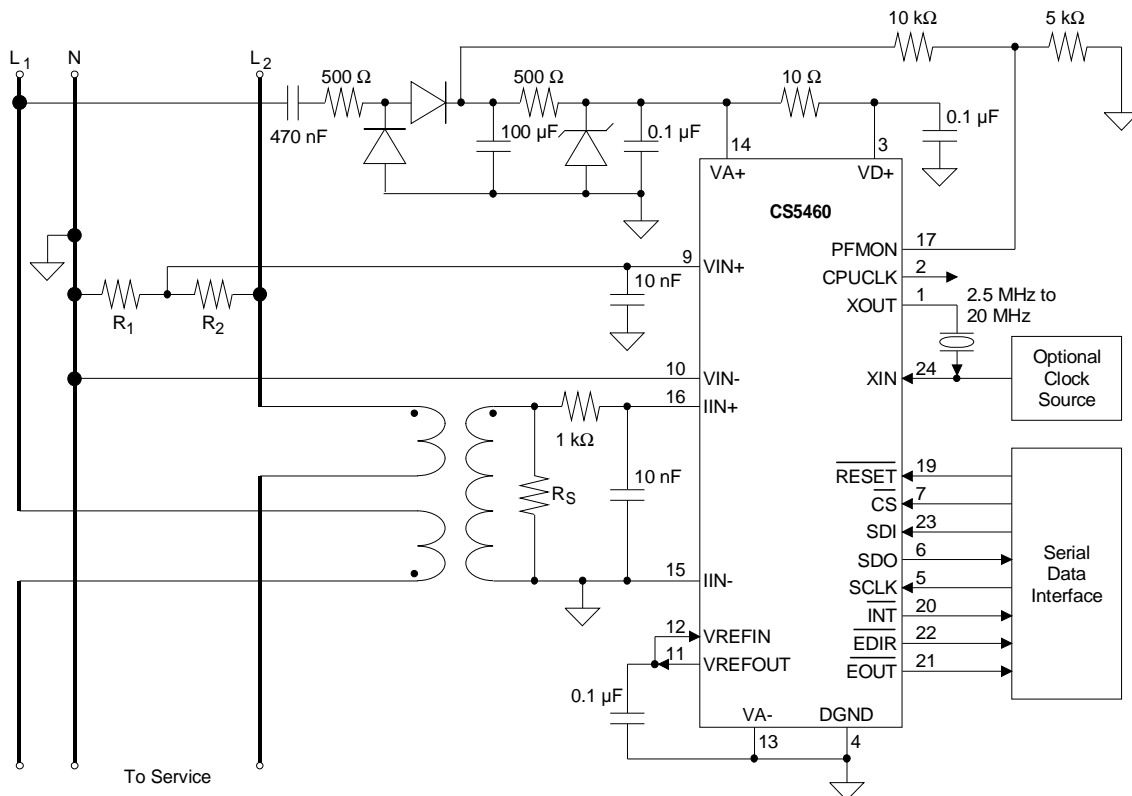 10 kΩ
5 kΩ
L1
N
L2
500 Ω
500 Ω
10 Ω
470 nF
100 µF
0.1 µF
0.1 µF
14
3
VA+
VD+
CS5460
PFMON
17
9
VIN+
CPUCLK
2
10 nF
XOUT
1
2.5 MHz to
20 MHz
R1
R2
10
VIN-
XIN
24
Optional
Clock
Source
16
IIN+
1 kΩ
10 nF
RS
RESET
19
CS
7
SDI
23
SDO
6
SCLK
5
INT
20
EDIR
22
EOUT
21
Serial
Data
Interface
15
IIN-
12
VREFIN
11
VREFOUT
0.1 µF
VA-
DGND
13
4
To Service